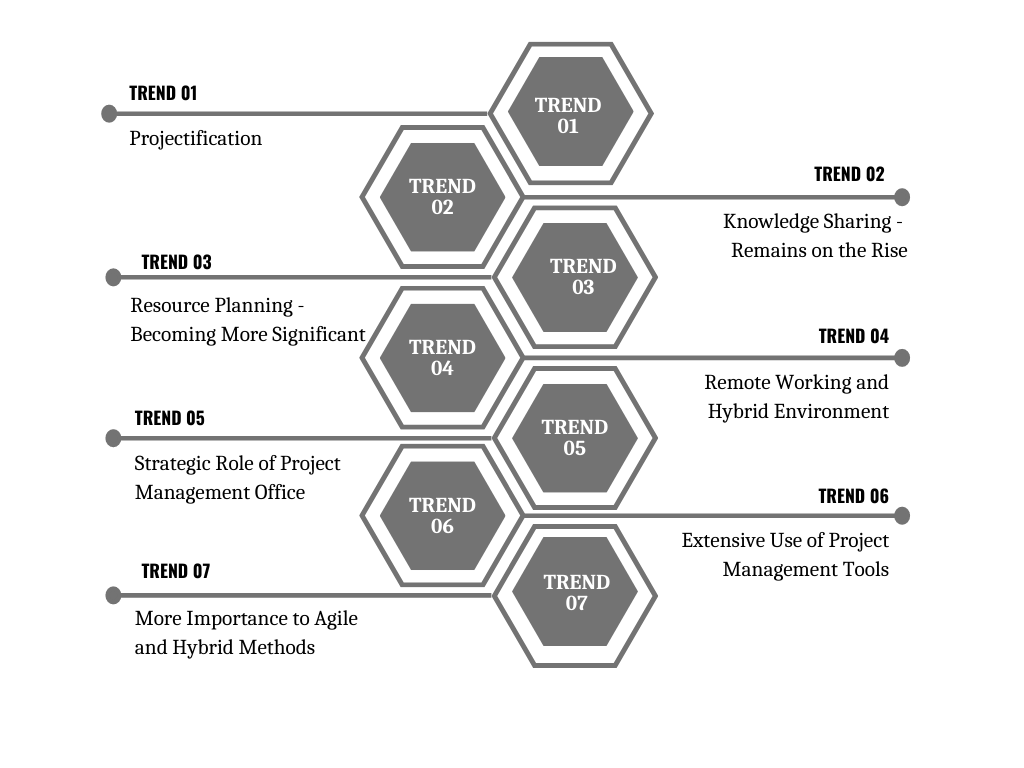 TREND 01
Projectification
TREND
01
TREND 02
Knowledge Sharing -
Remains on the Rise
TREND
02
TREND 03
Resource Planning -
Becoming More Significant
TREND
03
TREND 04
Remote Working and
Hybrid Environment
TREND
04
TREND 05
Strategic Role of Project
Management Office
TREND
05
TREND 06
Extensive Use of Project
Management Tools
TREND
06
TREND 07
More Importance to Agile
and Hybrid Methods
TREND
07